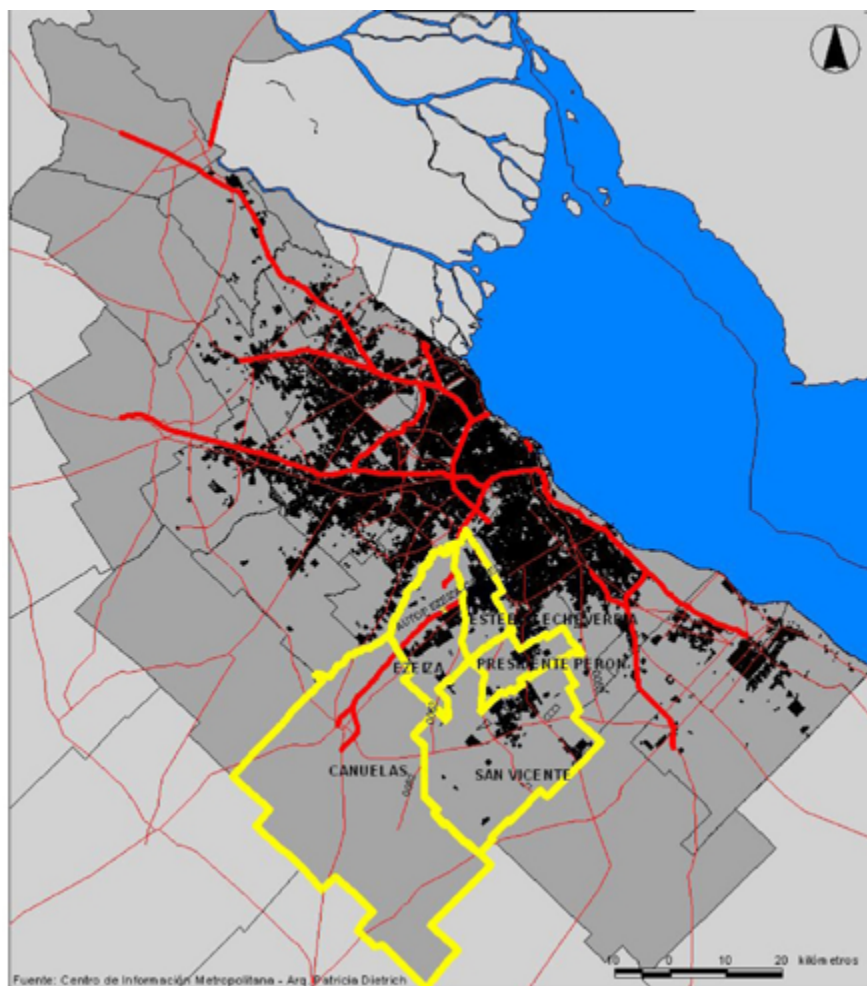 AUTOP. EZEIZA
ESTEBAN ECHEVERRIA
EZEIZA
PRESIDENTE PERON
CANUELAS
SAN VICENTE
10 0 10 20 kilómetros
Fuente: Centro de Información Metropolitana - Arq. Patricia Dietrich